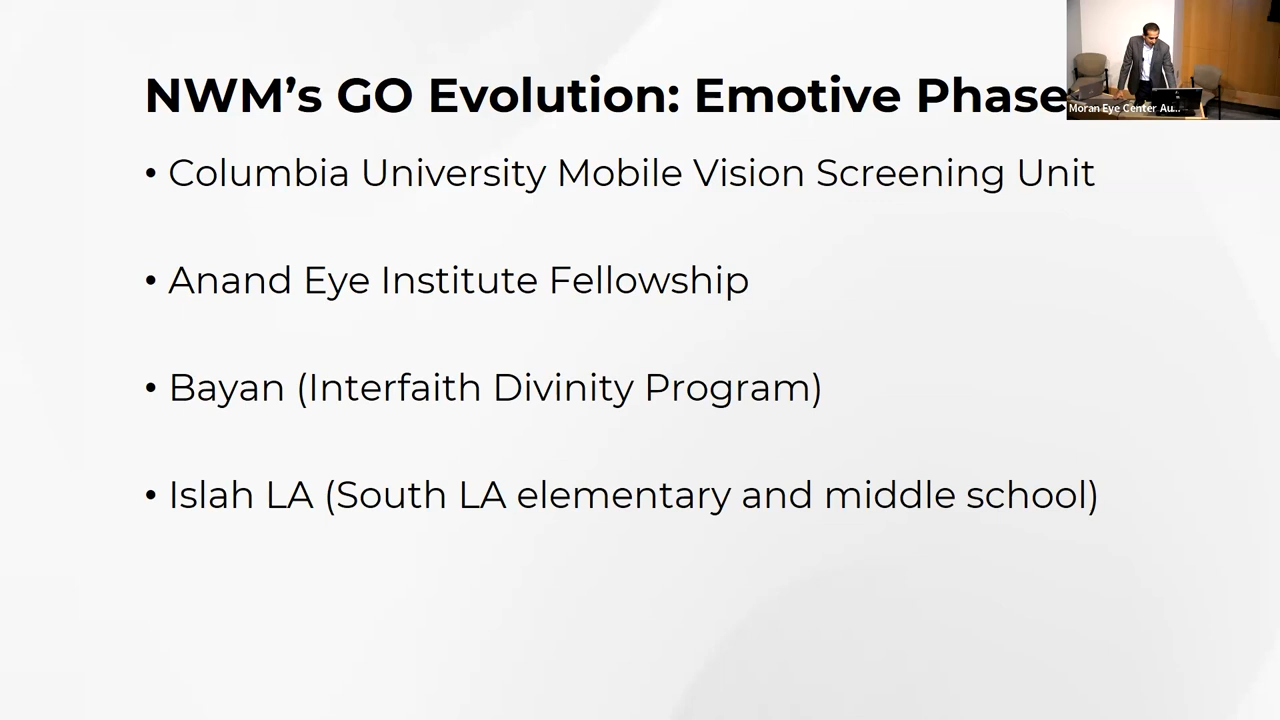 NWM’s GO Evolution: Emotive Phase
Moran Eye Center Au...
• Columbia University Mobile Vision Screening Unit
• Anand Eye Institute Fellowship
• Bayan (Interfaith Divinity Program)
• Islah LA (South LA elementary and middle school)